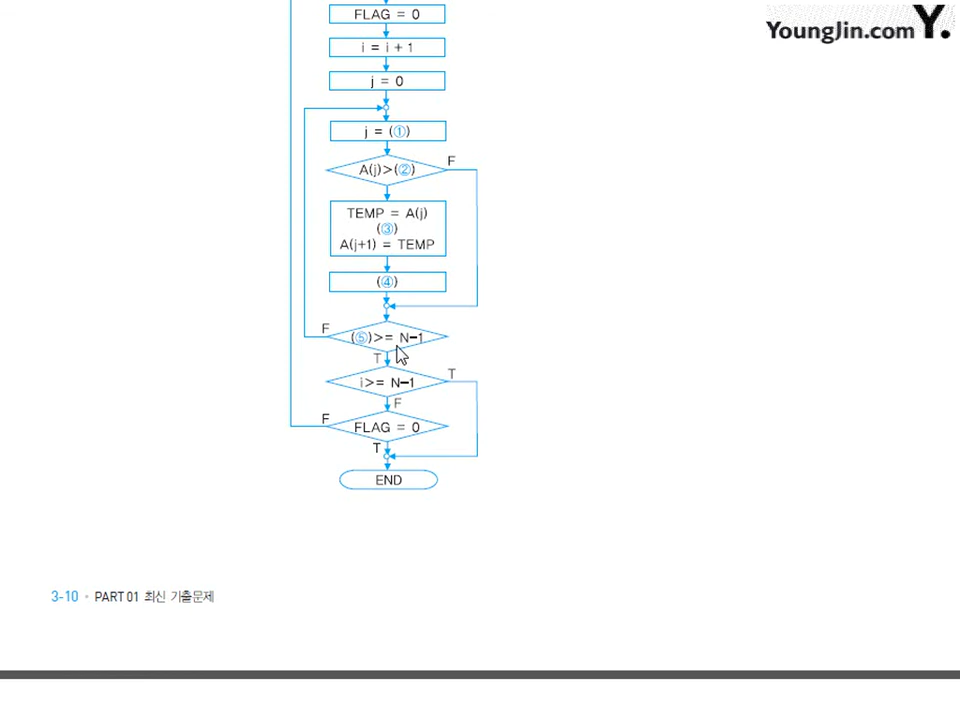 YoungJin.com Y.
FLAG = 0
i = i + 1
j = 0
j = (①)
A(j)>(②)
F
TEMP = A(j)
(③)
A(j+1) = TEMP
(④)
F
(⑤)>= N-1
T
i>= N-1
T
F
F
FLAG = 0
T
END
3-10 • PART 01 최신 기출문제